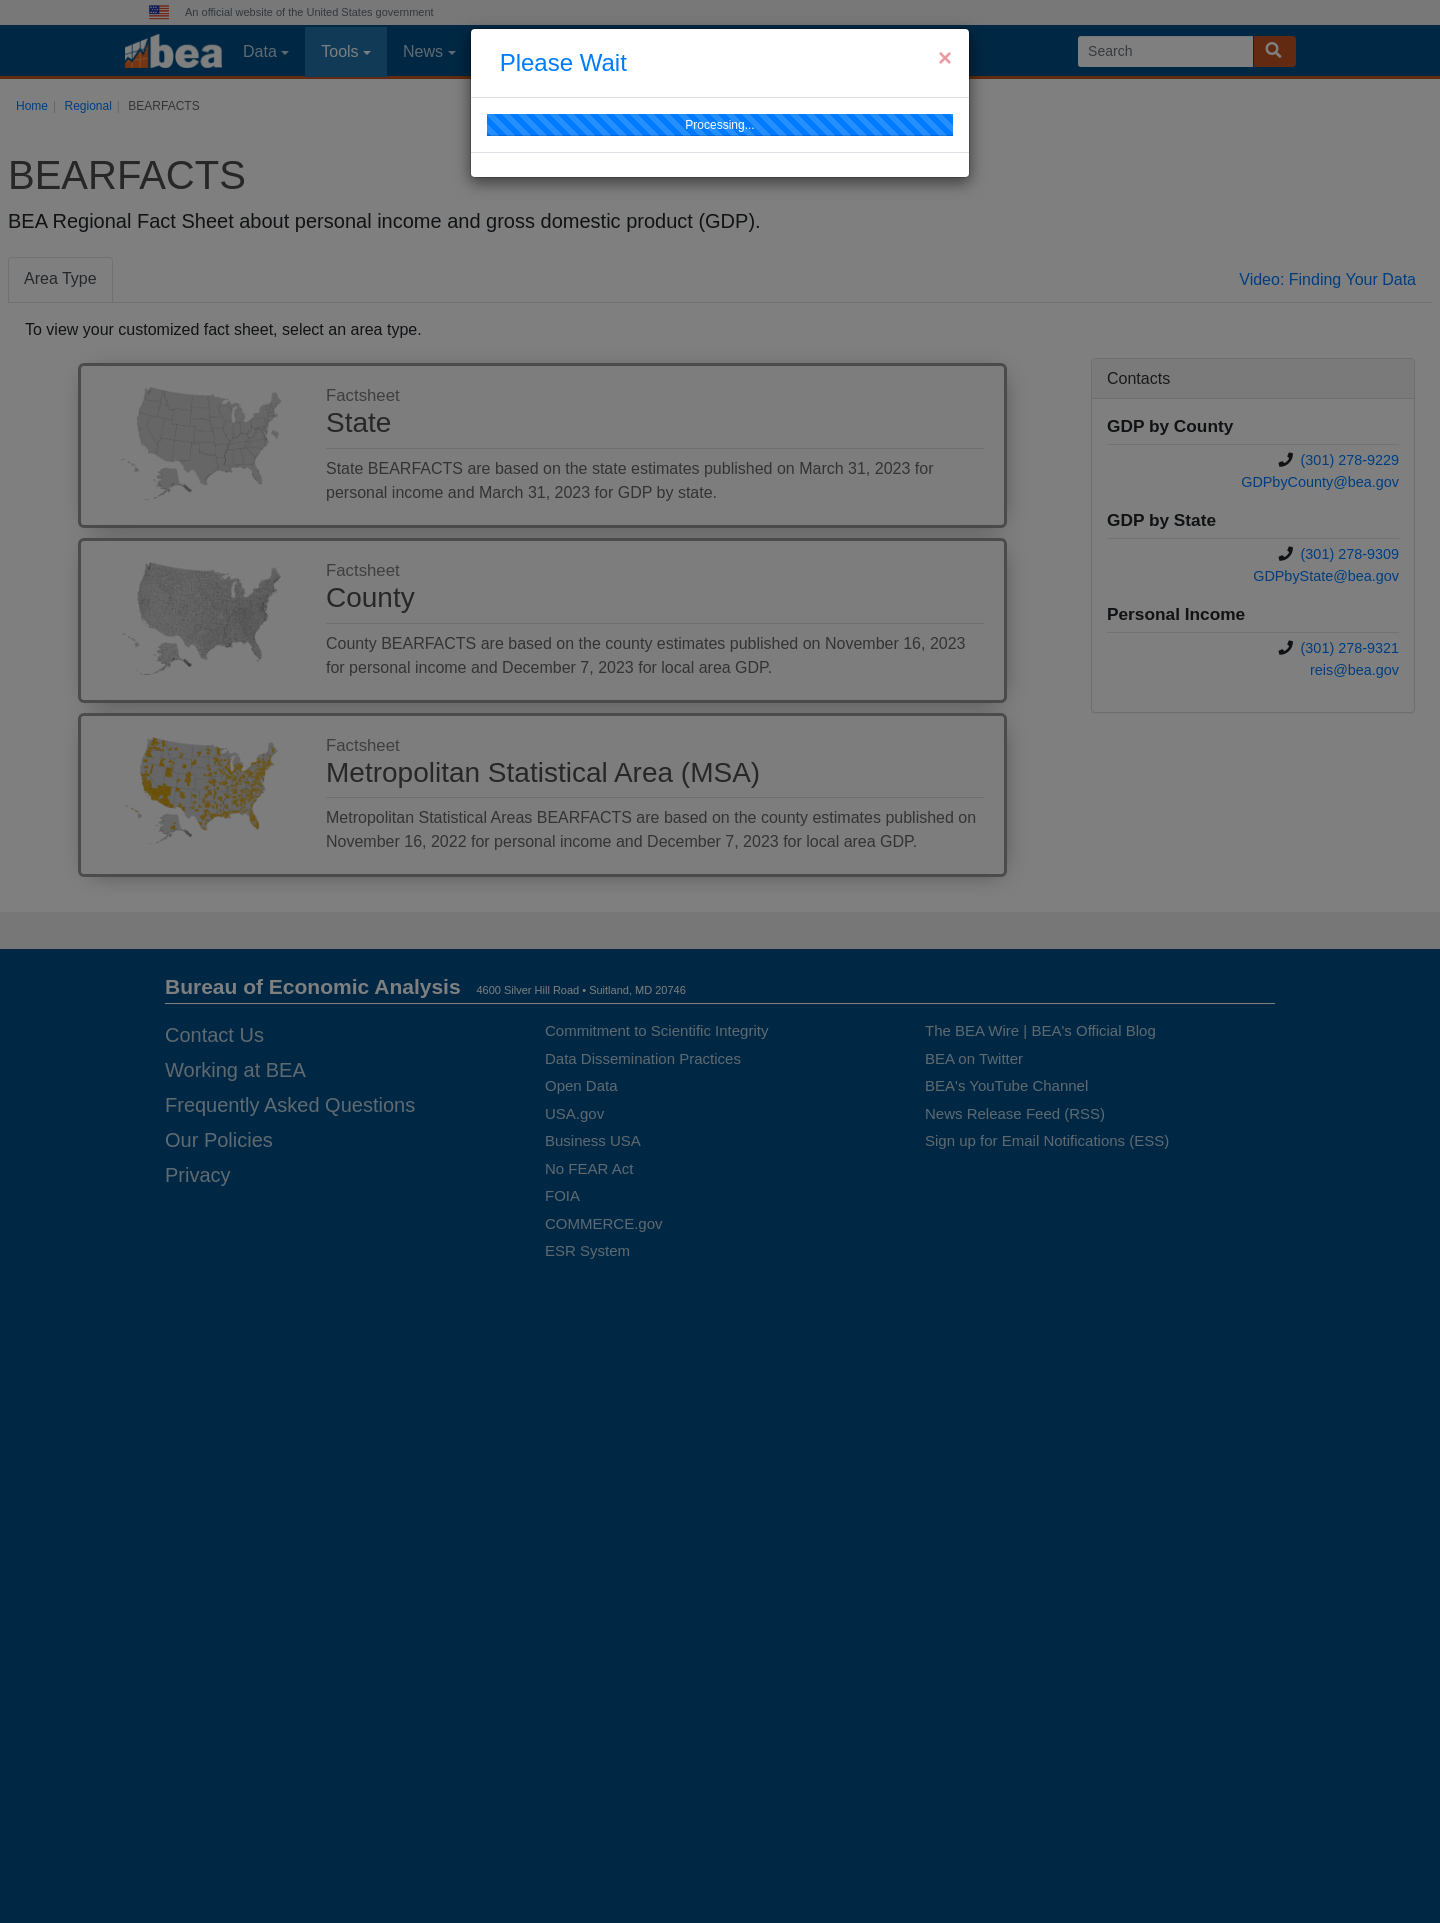 An official website of the United States government
bea
Data
Tools
News
Search
Please Wait
×
Processing...
Home | Regional | BEARFACTS
BEARFACTS
BEA Regional Fact Sheet about personal income and gross domestic product (GDP).
Area Type
Video: Finding Your Data
To view your customized fact sheet, select an area type.
Factsheet
State
State BEARFACTS are based on the state estimates published on March 31, 2023 for
personal income and March 31, 2023 for GDP by state.
Factsheet
County
County BEARFACTS are based on the county estimates published on November 16, 2023
for personal income and December 7, 2023 for local area GDP.
Factsheet
Metropolitan Statistical Area (MSA)
Metropolitan Statistical Areas BEARFACTS are based on the county estimates published on
November 16, 2022 for personal income and December 7, 2023 for local area GDP.
Contacts
GDP by County
(301) 278-9229
GDPbyCounty@bea.gov
GDP by State
(301) 278-9309
GDPbyState@bea.gov
Personal Income
(301) 278-9321
reis@bea.gov
Bureau of Economic Analysis 4600 Silver Hill Road • Suitland, MD 20746
Contact Us
Working at BEA
Frequently Asked Questions
Our Policies
Privacy
Commitment to Scientific Integrity
Data Dissemination Practices
Open Data
USA.gov
Business USA
No FEAR Act
FOIA
COMMERCE.gov
ESR System
The BEA Wire | BEA's Official Blog
BEA on Twitter
BEA's YouTube Channel
News Release Feed (RSS)
Sign up for Email Notifications (ESS)